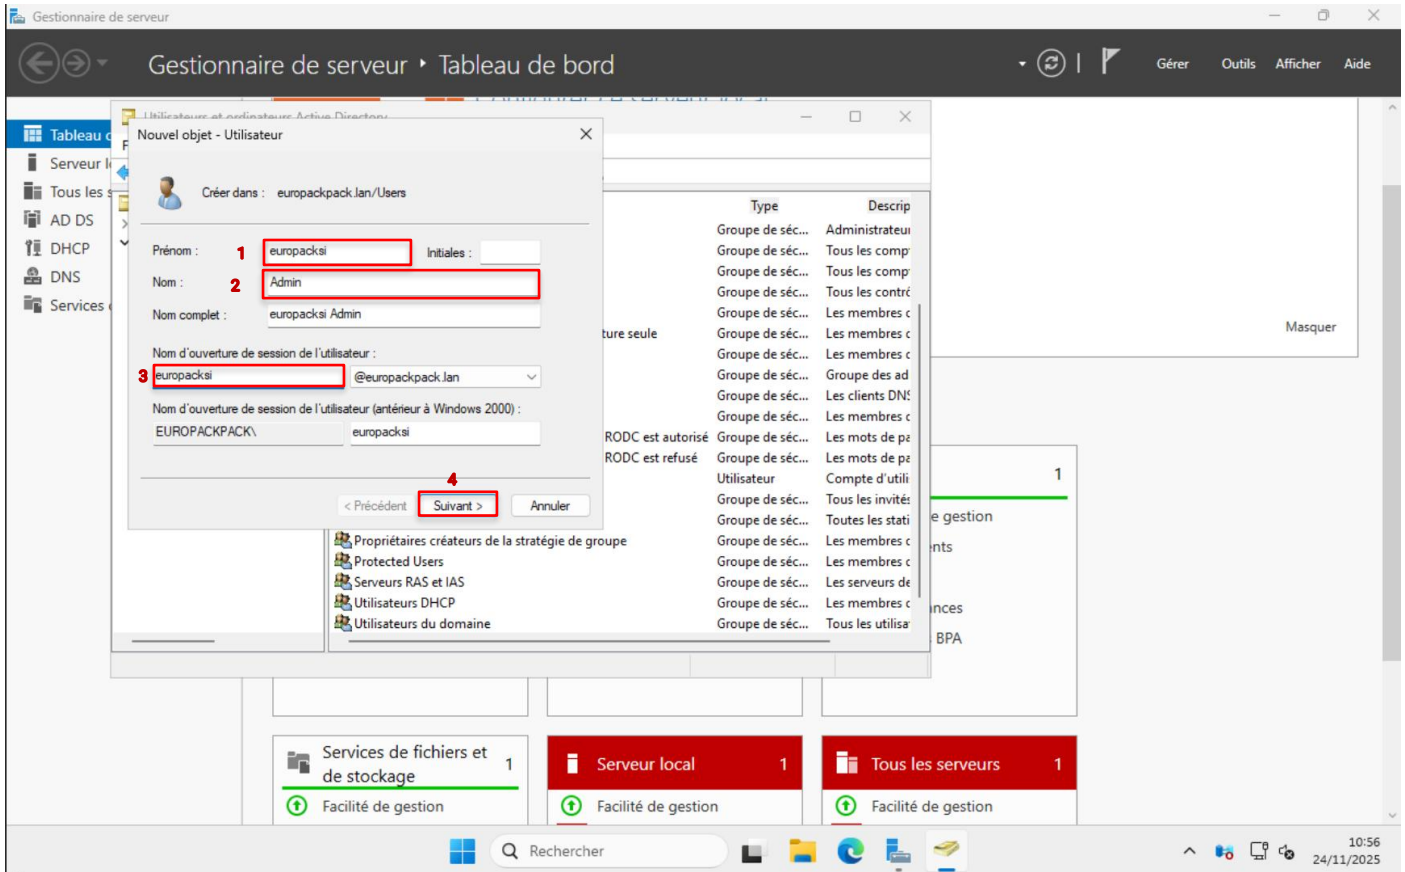 Gestionnaire de serveur
Gestionnaire de serveur ‣ Tableau de bord
Gérer Outils Afficher Aide
Tableau d
Serveur l
Tous les s
AD DS
DHCP
DNS
Services
Utilisateurs et ordinateurs Active Directory
F
Nouvel objet - Utilisateur
Créer dans : europackpack.lan/Users
Prénom : 1 europacksi Initiales :
Nom : 2 Admin
Nom complet : europacksi Admin
Nom d'ouverture de session de l'utilisateur :
3 europacksi @europackpack.lan
Nom d'ouverture de session de l'utilisateur (antérieur à Windows 2000) :
EUROPACKPACK\ europacksi
4
< Précédent Suivant > Annuler
Type Descrip
Groupe de séc... Administrateur
Groupe de séc... Tous les comp
Groupe de séc... Tous les comp
Groupe de séc... Tous les contrô
Groupe de séc... Les membres c
ture seule Groupe de séc... Les membres c
Groupe de séc... Les membres c
Groupe de séc... Groupe des ad
Groupe de séc... Les clients DNS
Groupe de séc... Les membres c
RODC est autorisé Groupe de séc... Les mots de pa
RODC est refusé Groupe de séc... Les mots de pa
Utilisateur Compte d'utili
Groupe de séc... Tous les invités
Groupe de séc... Toutes les stati
Propriétaires créateurs de la stratégie de groupe Groupe de séc... Les membres c
Protected Users Groupe de séc... Les membres c
Serveurs RAS et IAS Groupe de séc... Les serveurs de
Utilisateurs DHCP Groupe de séc... Les membres c
Utilisateurs du domaine Groupe de séc... Tous les utilisa
Masquer
1
e gestion
nts
nces
BPA
Services de fichiers et de stockage 1
Facilité de gestion
Serveur local 1
Facilité de gestion
Tous les serveurs 1
Facilité de gestion
Rechercher
10:56
24/11/2025